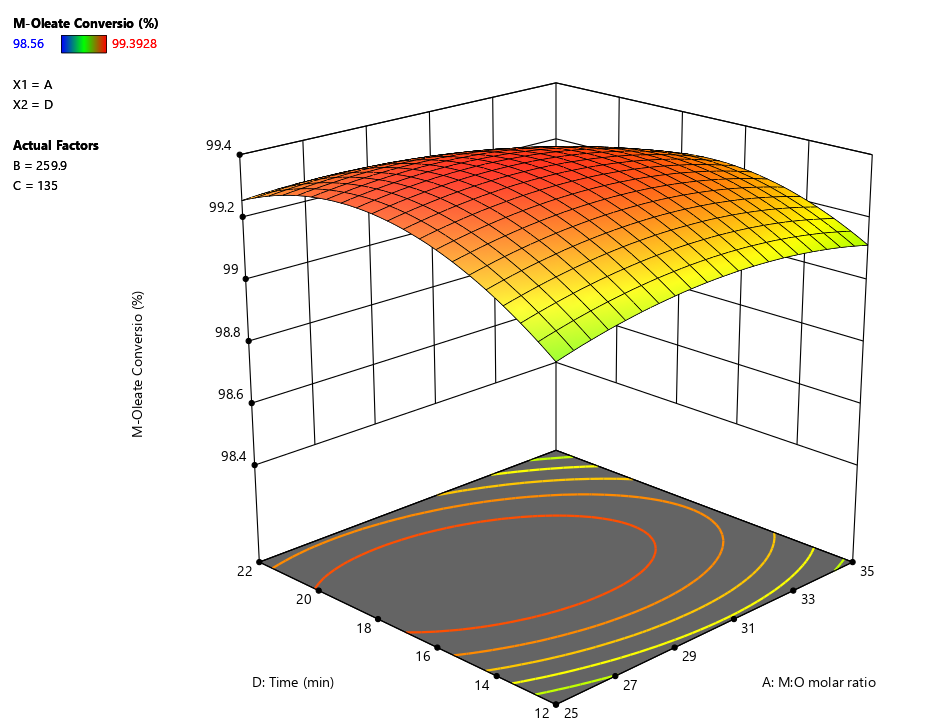 M-Oleate Conversio (%)
98.56 99.3928
X1 = A
X2 = D
Actual Factors
B = 259.9
C = 135
99.4
99.2
99
98.8
98.6
98.4
M-Oleate Conversio (%)
22
20
18
16
14
12
25
27
29
31
33
35
D: Time (min)
A: M:O molar ratio